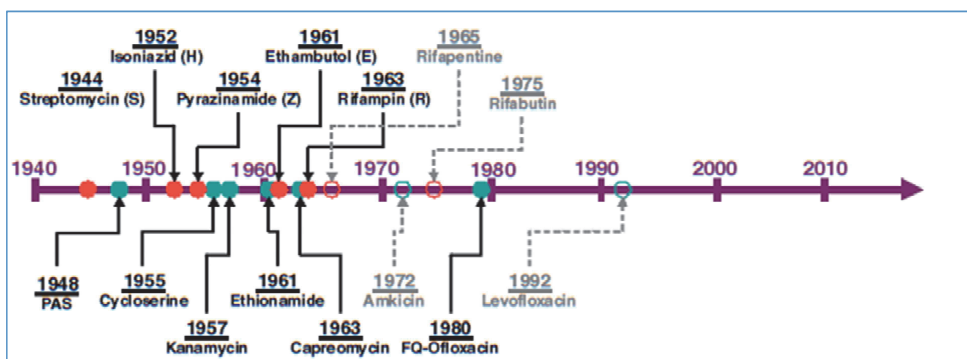 1952
Isoniazid (H)
1961
Ethambutol (E)
1965
Rifapentine
1944
Streptomycin (S)
1954
Pyrazinamide (Z)
1963
Rifampin (R)
1975
Rifabutin
1940
1950
1960
1970
1980
1990
2000
2010
1948
PAS
1955
Cycloserine
1961
Ethionamide
1972
Amkicin
1992
Levofloxacin
1957
Kanamycin
1963
Capreomycin
1980
FQ-Ofloxacin